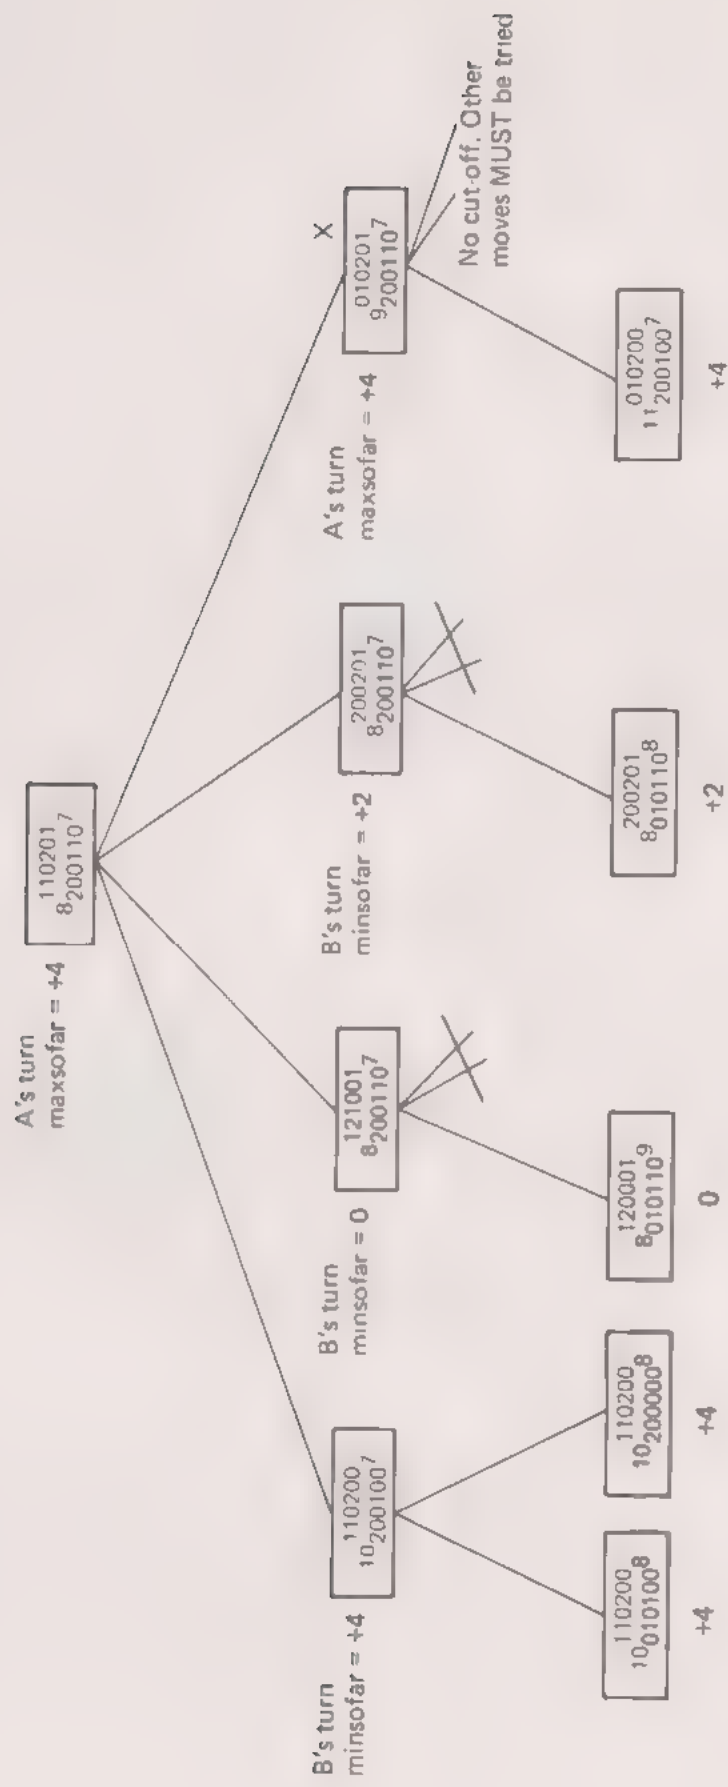 A's turn
maxsofar = +4
110201
8 200110 7
B's turn
minsofar = +4
110200
10 200100 7
B's turn
minsofar = 0
121001
8 200110 7
B's turn
minsofar = +2
200201
8 200110 7
A's turn
maxsofar = +4
X
010201
9 200110 7
No cut-off. Other
moves MUST be tried
110200
10 010100 8
+4
110200
10 200000 8
+4
120001
8 010110 9
0
200201
8 010110 8
+2
010200
11 200100 7
+4